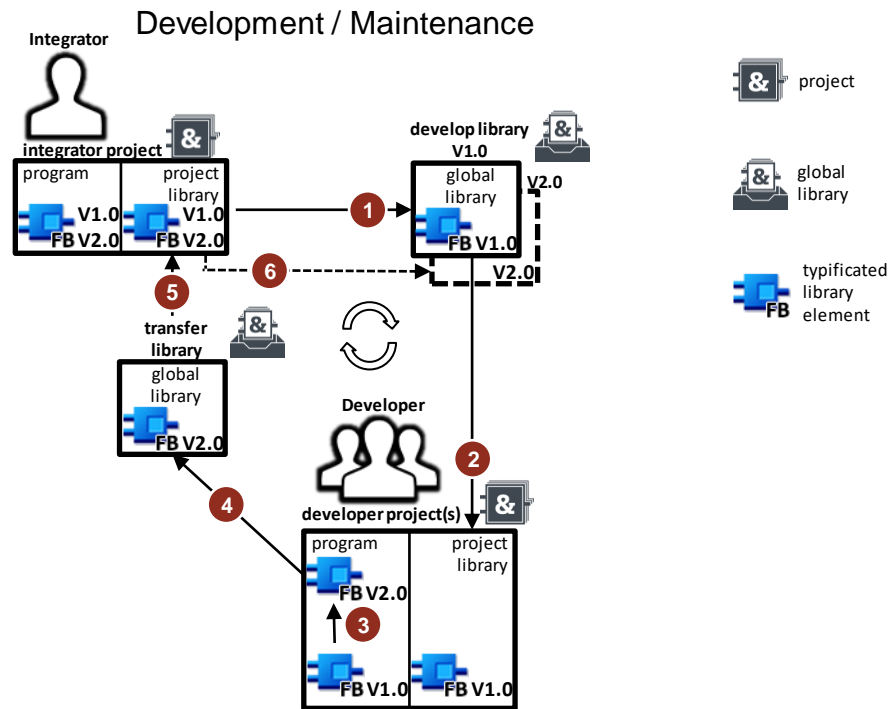 Development / Maintenance
Integrator
integrator project
program
project
library
V1.0
FB V2.0
V1.0
FB V2.0
1
develop library
V1.0
global
library
FB V1.0
V2.0
V2.0
6
5
transfer
library
global
library
FB V2.0
4
2
Developer
developer project(s)
program
project
library
FB V2.0
3
FB V1.0
FB V1.0
& project
& global
library
FB typificated
library
element
&
&
&
&